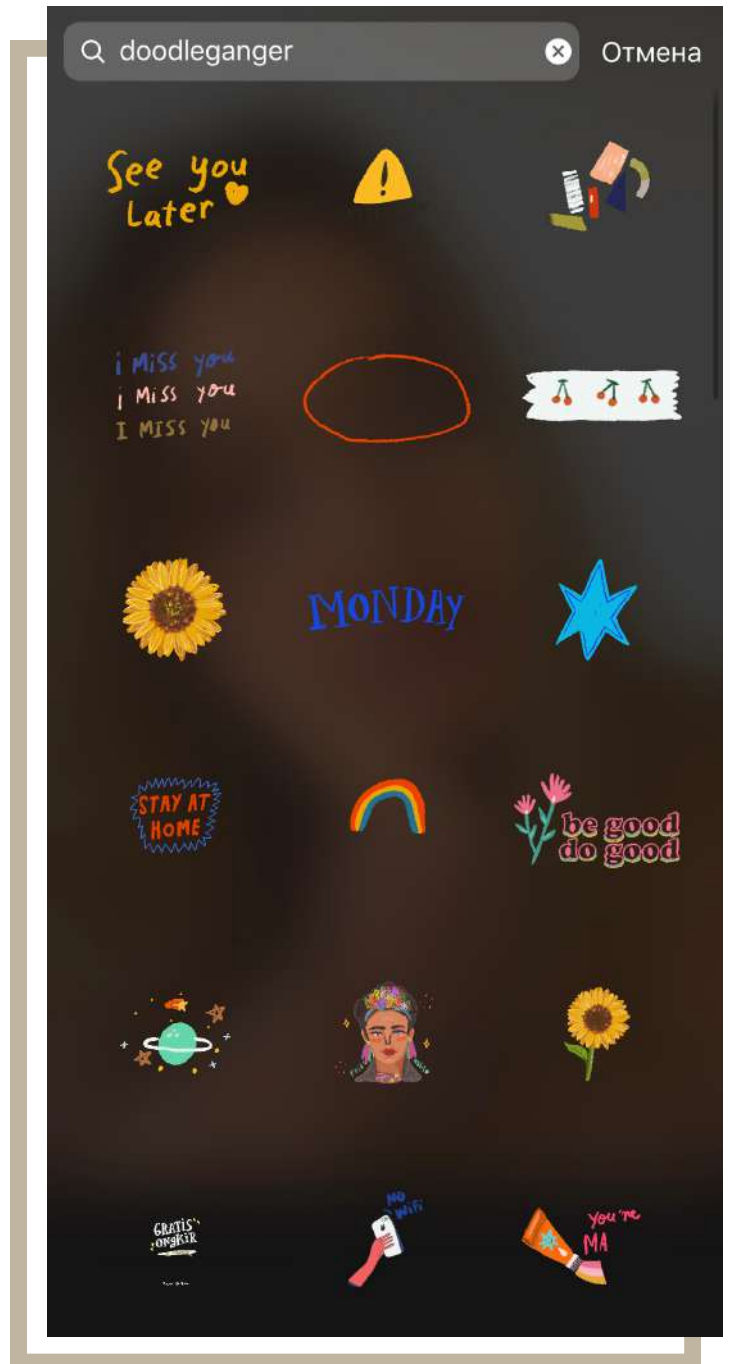 doodleganger
Отмена
See you
Later
i MiSS you
i MiSS you
I MISS you
MONDAY
STAY AT
HOME
be good
do good
NO
WiFi
GRATIS
ONGKIR
you're
MA